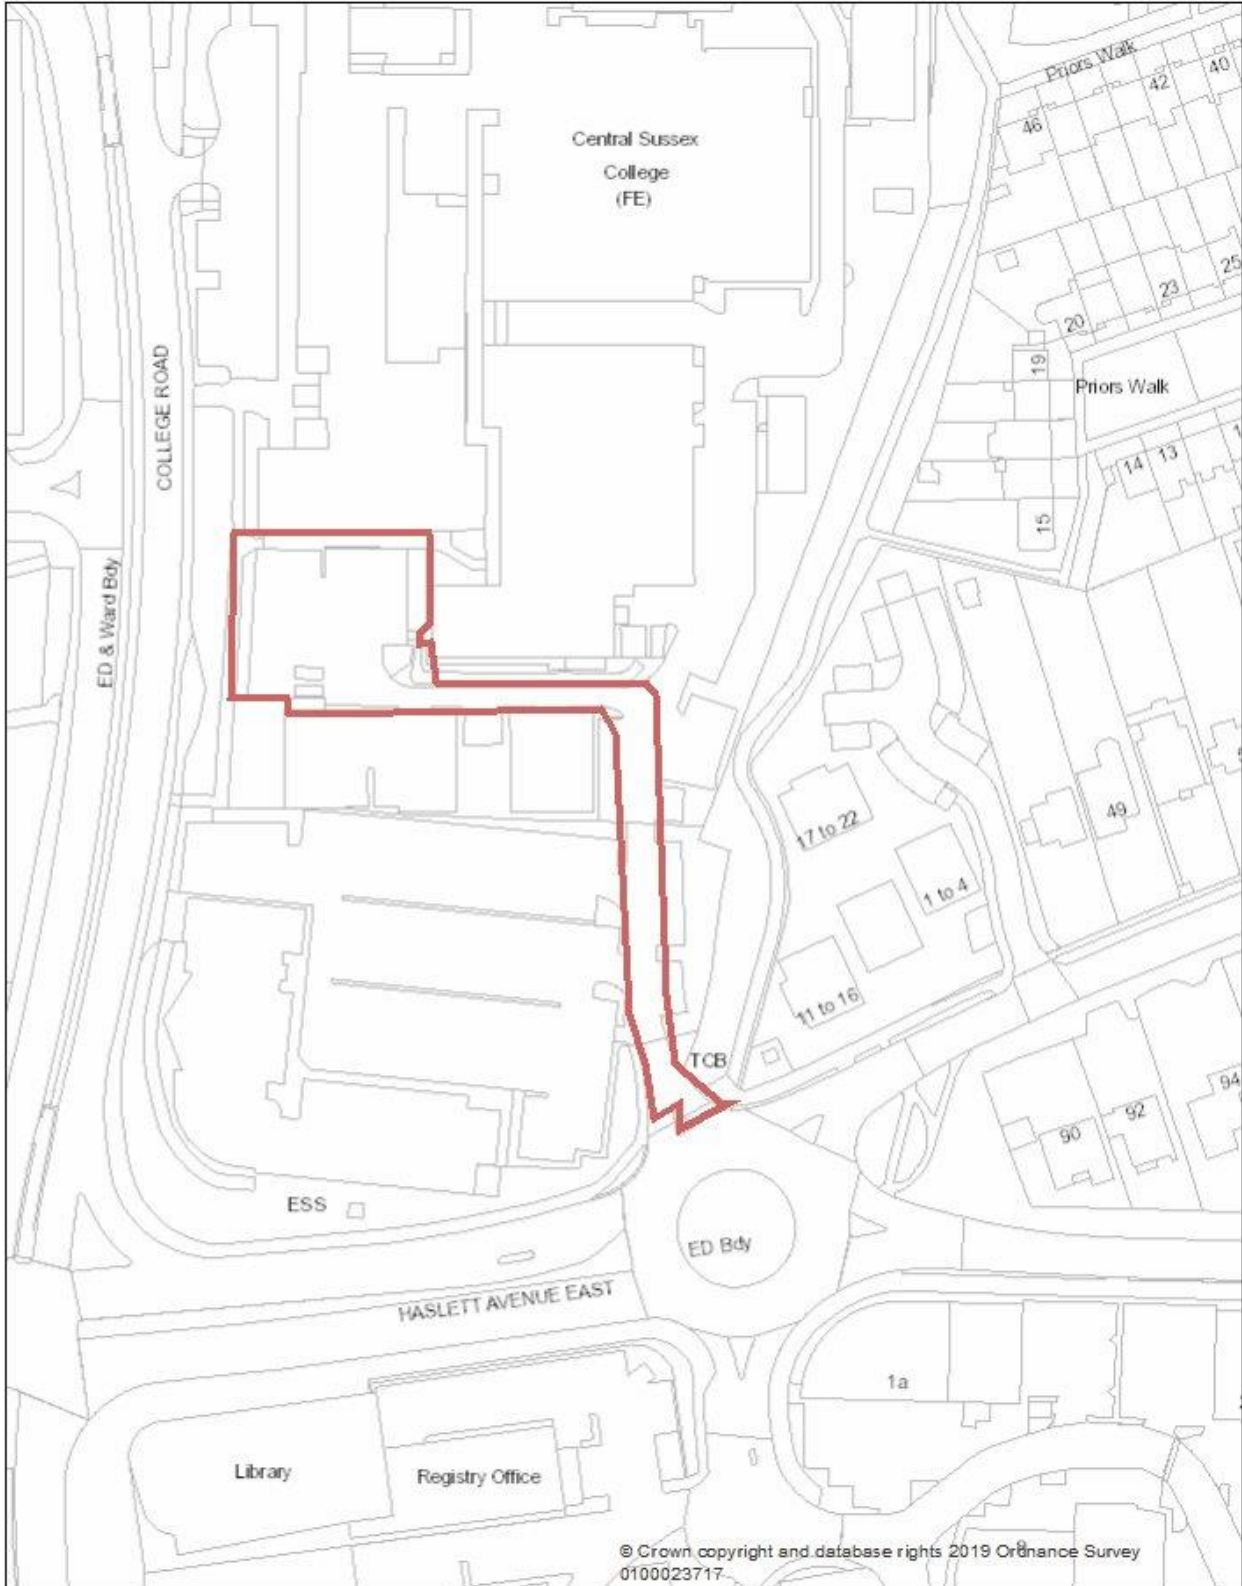 Priors Walk
40
42
46
Central Sussex
College
(FE)
25
23
20
19
COLLEGE ROAD
Priors Walk
14
13
15
ED & Ward Bdy
49
17 to 22
1 to 4
11 to 16
TCB
94
92
90
ESS
ED Bdy
HASLETT AVENUE EAST
1a
Library
Registry Office
© Crown copyright and database rights 2019 Ordnance Survey
0100023717